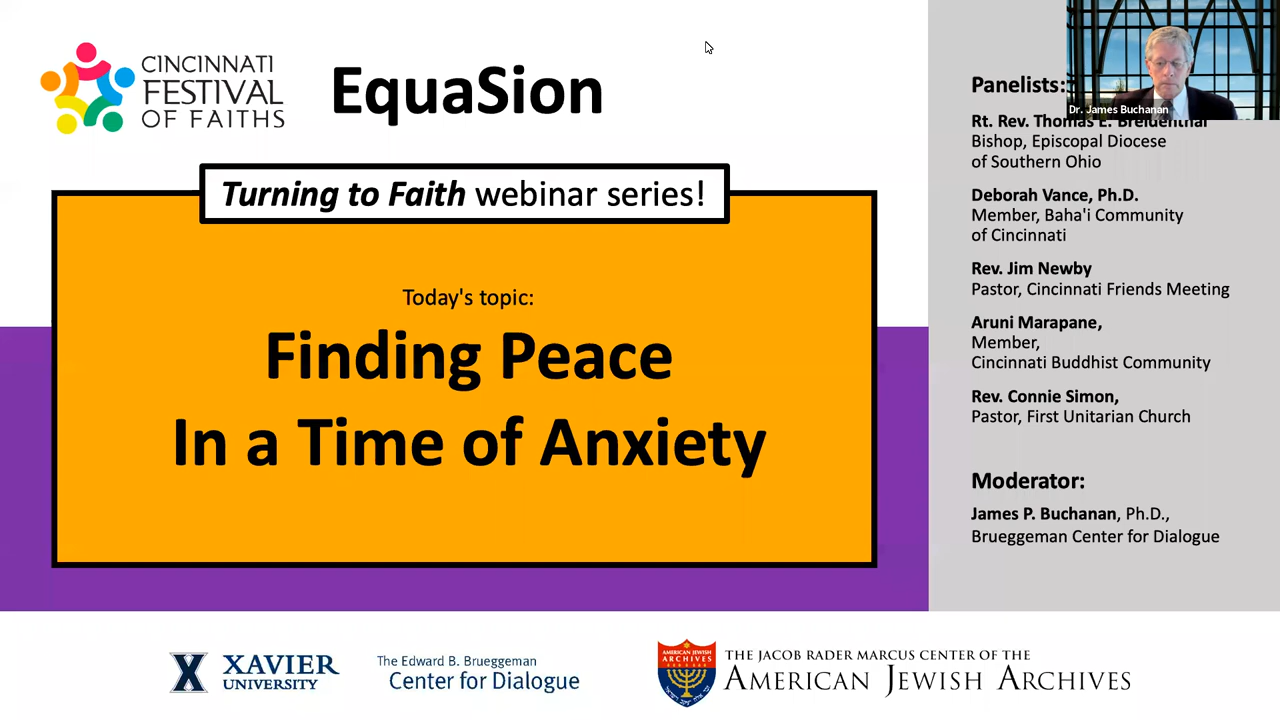 CINCINNATI
FESTIVAL
OF FAITHS
EquaSion
Turning to Faith webinar series!
Today's topic:
Finding Peace
In a Time of Anxiety
Panelists:
Dr. James Buchanan
Rt. Rev. Thomas E. Breidenthal
Bishop, Episcopal Diocese
of Southern Ohio
Deborah Vance, Ph.D.
Member, Baha'i Community
of Cincinnati
Rev. Jim Newby
Pastor, Cincinnati Friends Meeting
Aruni Marapane,
Member,
Cincinnati Buddhist Community
Rev. Connie Simon,
Pastor, First Unitarian Church
Moderator:
James P. Buchanan, Ph.D.,
Brueggeman Center for Dialogue
XAVIER
UNIVERSITY
The Edward B. Brueggeman
Center for Dialogue
AMERICAN JEWISH
ARCHIVES
THE JACOB RADER MARCUS CENTER OF THE
AMERICAN JEWISH ARCHIVES